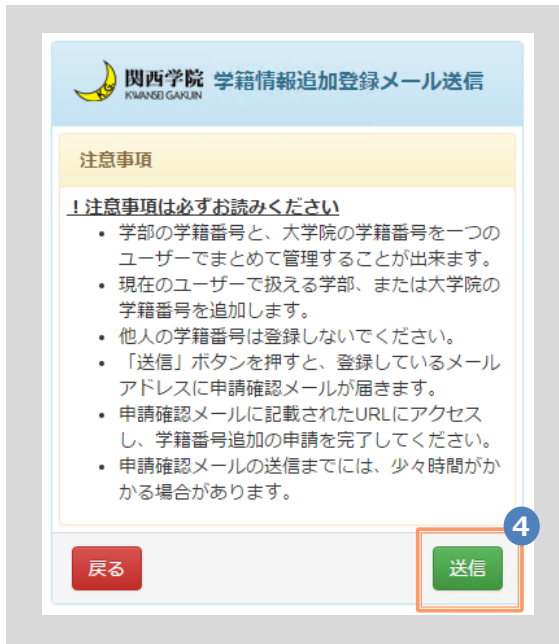 関西学院 学籍情報追加登録メール送信
KWANSEI GAKUIN
注意事項
!注意事項は必ずお読みください
• 学部の学籍番号と、大学院の学籍番号を一つの
ユーザーでまとめて管理することが出来ます。
• 現在のユーザーで扱える学部、または大学院の
学籍番号を追加します。
• 他人の学籍番号は登録しないでください。
• 「送信」ボタンを押すと、登録しているメール
アドレスに申請確認メールが届きます。
• 申請確認メールに記載されたURLにアクセス
し、学籍番号追加の申請を完了してください。
• 申請確認メールの送信までには、少々時間がか
かる場合があります。
4
戻る
送信